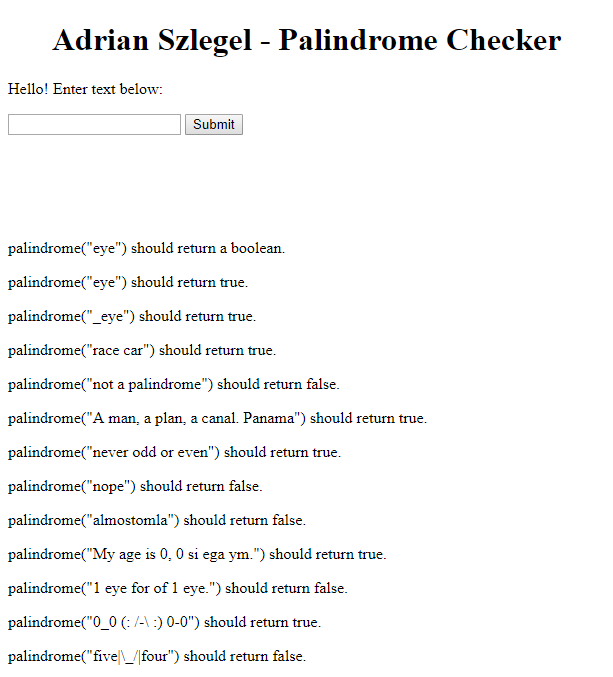 Adrian Szlegel - Palindrome Checker
Hello! Enter text below:
Submit
palindrome("eye") should return a boolean.
palindrome("eye") should return true.
palindrome("_eye") should return true.
palindrome("race car") should return true.
palindrome("not a palindrome") should return false.
palindrome("A man, a plan, a canal. Panama") should return true.
palindrome("never odd or even") should return true.
palindrome("nope") should return false.
palindrome("almostomla") should return false.
palindrome("My age is 0, 0 si ega ym.") should return true.
palindrome("1 eye for of 1 eye.") should return false.
palindrome("0_0 (: /-\ :) 0-0") should return true.
palindrome("five|\_/|four") should return false.